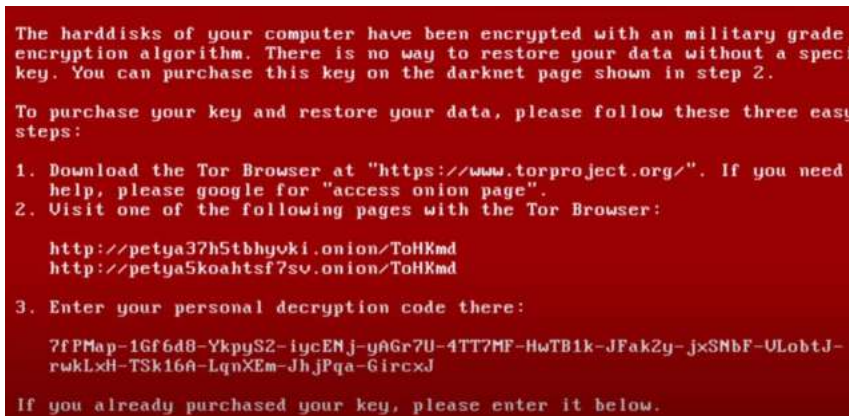 The harddisks of your computer have been encrypted with an military grade
encryption algorithm. There is no way to restore your data without a speci
key. You can purchase this key on the darknet page shown in step 2.
To purchase your key and restore your data, please follow these three easy
steps:
1. Download the Tor Browser at "https://www.torproject.org/". If you need
help, please google for "access onion page".
2. Visit one of the following pages with the Tor Browser:
http://petya37h5tbhyvki.onion/ToHKmd
http://petya5koahtsf7sv.onion/ToHKmd
3. Enter your personal decryption code there:
7fPMap-1Gf6d8-YkpyS2-iycENj-yAGr7U-4TT7MF-HwTB1k-JFak2y-jxSNbF-VLobtJ-
rwkLxH-TSk16A-LqnXEm-JhjPqa-GircxJ
If you already purchased your key, please enter it below.